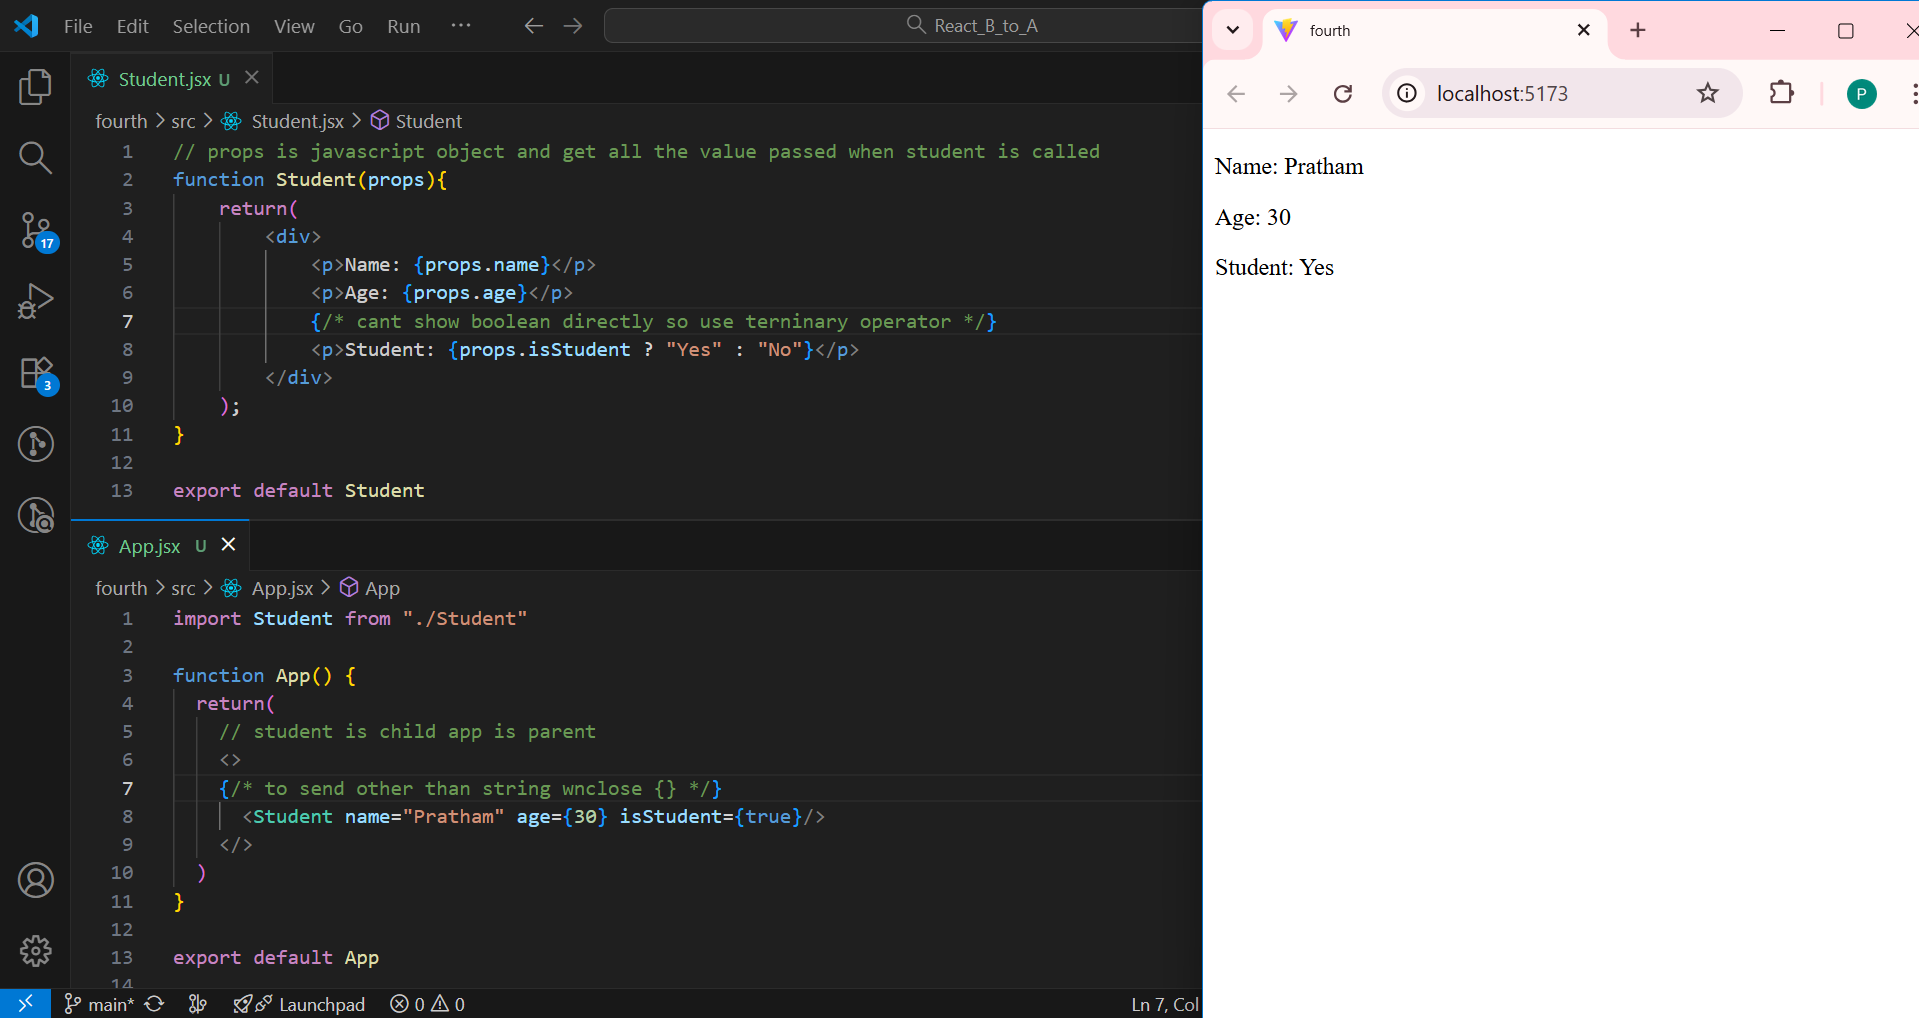 File Edit Selection View Go Run ··· React_B_to_A
Student.jsx U
fourth > src > Student.jsx > Student
1 // props is javascript object and get all the value passed when student is called
2 function Student(props){
3 return(
4 <div>
5 <p>Name: {props.name}</p>
6 <p>Age: {props.age}</p>
7 {/* cant show boolean directly so use terninary operator */}
8 <p>Student: {props.isStudent ? "Yes" : "No"}</p>
9 </div>
10 );
11 }
12
13 export default Student
App.jsx U
fourth > src > App.jsx > App
1 import Student from "./Student"
2
3 function App() {
4 return(
5 // student is child app is parent
6 <>
7 {/* to send other than string wnclose {} */}
8 <Student name="Pratham" age={30} isStudent={true}/>
9 </>
10 )
11 }
12
13 export default App
14
17
3
main* Launchpad 0 0 Ln 7, Col
fourth
localhost:5173 P
Name: Pratham
Age: 30
Student: Yes